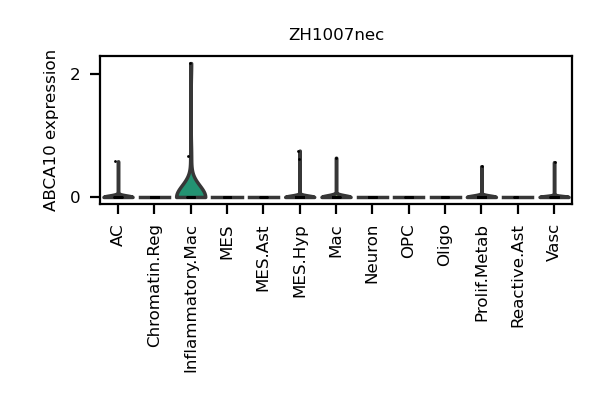 ZH1007nec
ABCA10 expression
2
0
AC
Chromatin.Reg
Inflammatory.Mac
MES
MES.Ast
MES.Hyp
Mac
Neuron
OPC
Oligo
Prolif.Metab
Reactive.Ast
Vasc